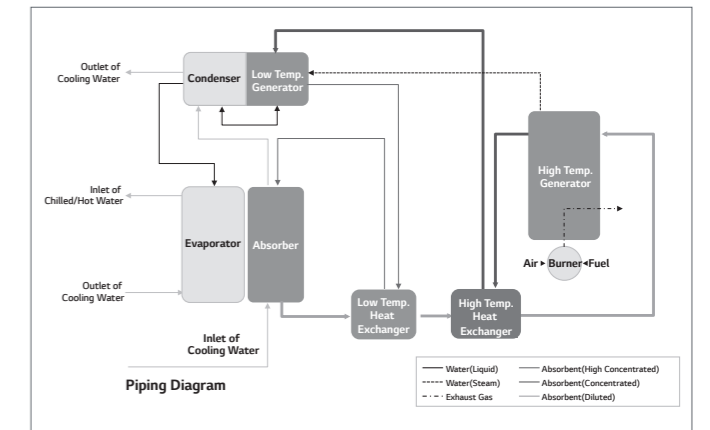 Outlet of
Cooling Water
Condenser
Low Temp.
Generator
High Temp.
Generator
Inlet of
Chilled/Hot Water
Evaporator
Absorber
Air
Burner
Fuel
Outlet of
Cooling Water
Low Temp.
Heat
Exchanger
High Temp.
Heat
Exchanger
Inlet of
Cooling Water
Piping Diagram
Water(Liquid)
Absorbent(High Concentrated)
Water(Steam)
Absorbent(Concentrated)
Exhaust Gas
Absorbent(Diluted)